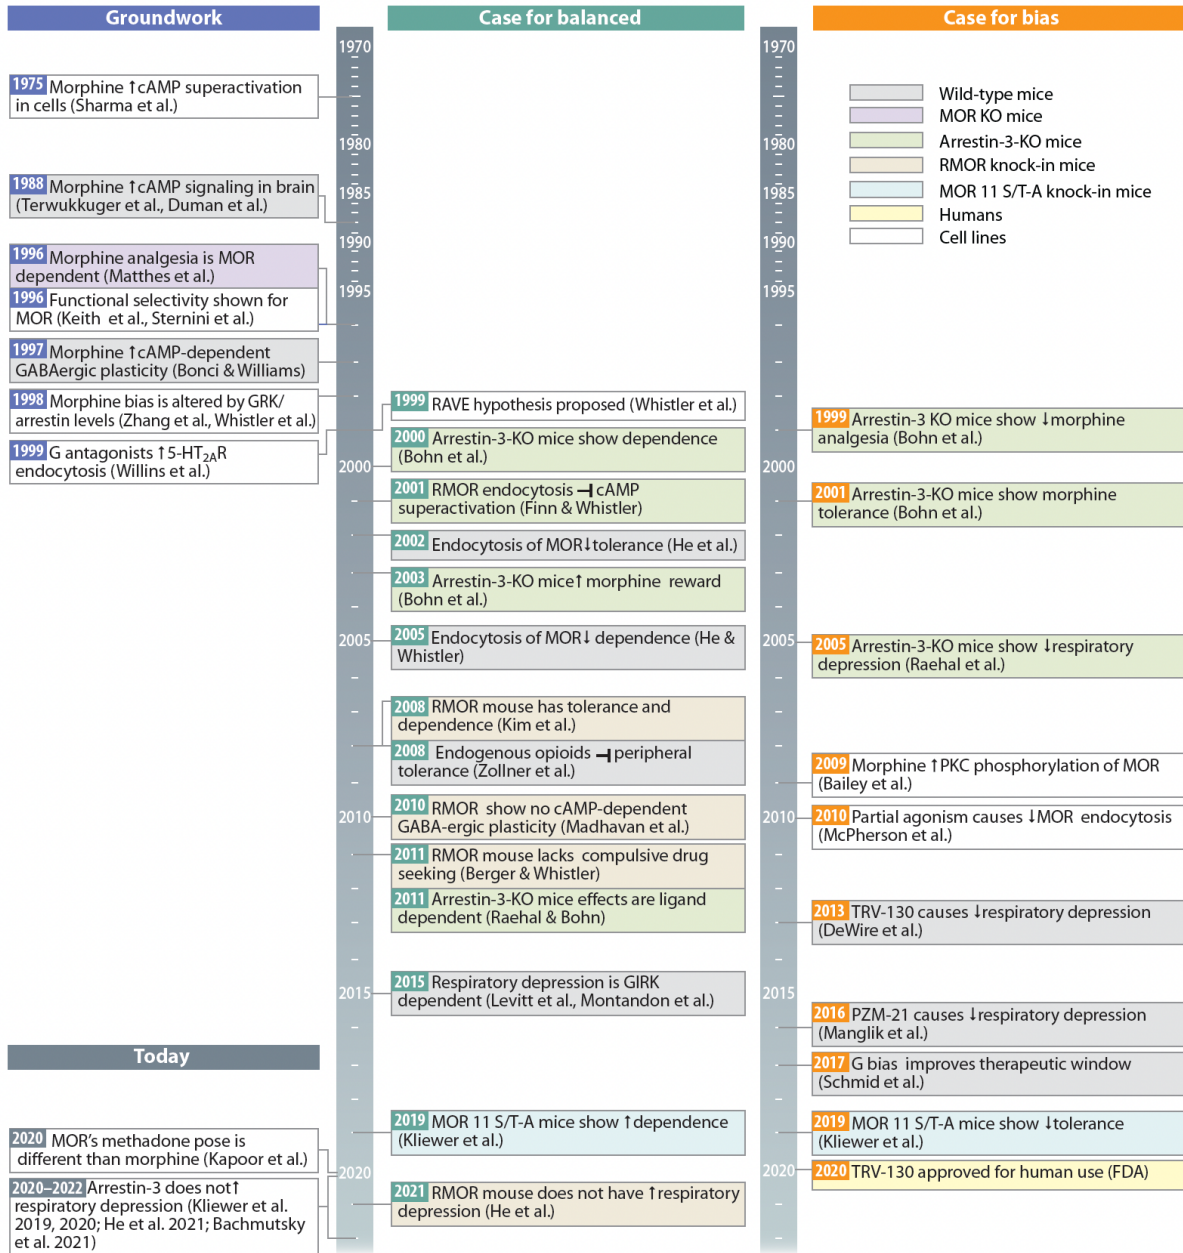 Groundwork
Case for balanced
Case for bias
1970
1975 Morphine ↑cAMP superactivation
in cells (Sharma et al.)
1980
1988 Morphine ↑cAMP signaling in brain
(Terwukkuger et al., Duman et al.)
1985
1990
1996 Morphine analgesia is MOR
dependent (Matthes et al.)
1996 Functional selectivity shown for
MOR (Keith et al., Sternini et al.)
1995
1997 Morphine ↑cAMP-dependent
GABAergic plasticity (Bonci & Williams)
1998 Morphine bias is altered by GRK/
arrestin levels (Zhang et al., Whistler et al.)
1999 G antagonists ↑5-HT2AR
endocytosis (Willins et al.)
2000
2005
2010
2015
Today
2020 MOR's methadone pose is
different than morphine (Kapoor et al.)
2020
2020–2022 Arrestin-3 does not↑
respiratory depression (Kliewer et al.
2019, 2020; He et al. 2021; Bachmutsky
et al. 2021)
1999 RAVE hypothesis proposed (Whistler et al.)
2000 Arrestin-3-KO mice show dependence
(Bohn et al.)
2001 RMOR endocytosis ⊣cAMP
superactivation (Finn & Whistler)
2002 Endocytosis of MOR↓tolerance (He et al.)
2003 Arrestin-3-KO mice↑ morphine reward
(Bohn et al.)
2005 Endocytosis of MOR↓ dependence (He &
Whistler)
2008 RMOR mouse has tolerance and
dependence (Kim et al.)
2008 Endogenous opioids ⊣peripheral
tolerance (Zollner et al.)
2010 RMOR show no cAMP-dependent
GABA-ergic plasticity (Madhavan et al.)
2011 RMOR mouse lacks compulsive drug
seeking (Berger & Whistler)
2011 Arrestin-3-KO mice effects are ligand
dependent (Raehal & Bohn)
2015 Respiratory depression is GIRK
dependent (Levitt et al., Montandon et al.)
2019 MOR 11 S/T-A mice show ↑dependence
(Kliewer et al.)
2021 RMOR mouse does not have ↑respiratory
depression (He et al.)
1970
1980
1985
1990
1995
2000
2005
2010
2015
2020
Wild-type mice
MOR KO mice
Arrestin-3-KO mice
RMOR knock-in mice
MOR 11 S/T-A knock-in mice
Humans
Cell lines
1999 Arrestin-3 KO mice show ↓morphine
analgesia (Bohn et al.)
2001 Arrestin-3-KO mice show morphine
tolerance (Bohn et al.)
2005 Arrestin-3-KO mice show ↓respiratory
depression (Raehal et al.)
2009 Morphine ↑PKC phosphorylation of MOR
(Bailey et al.)
2010 Partial agonism causes ↓MOR endocytosis
(McPherson et al.)
2013 TRV-130 causes ↓respiratory depression
(DeWire et al.)
2016 PZM-21 causes ↓respiratory depression
(Manglik et al.)
2017 G bias improves therapeutic window
(Schmid et al.)
2019 MOR 11 S/T-A mice show ↓tolerance
(Kliewer et al.)
2020 TRV-130 approved for human use (FDA)